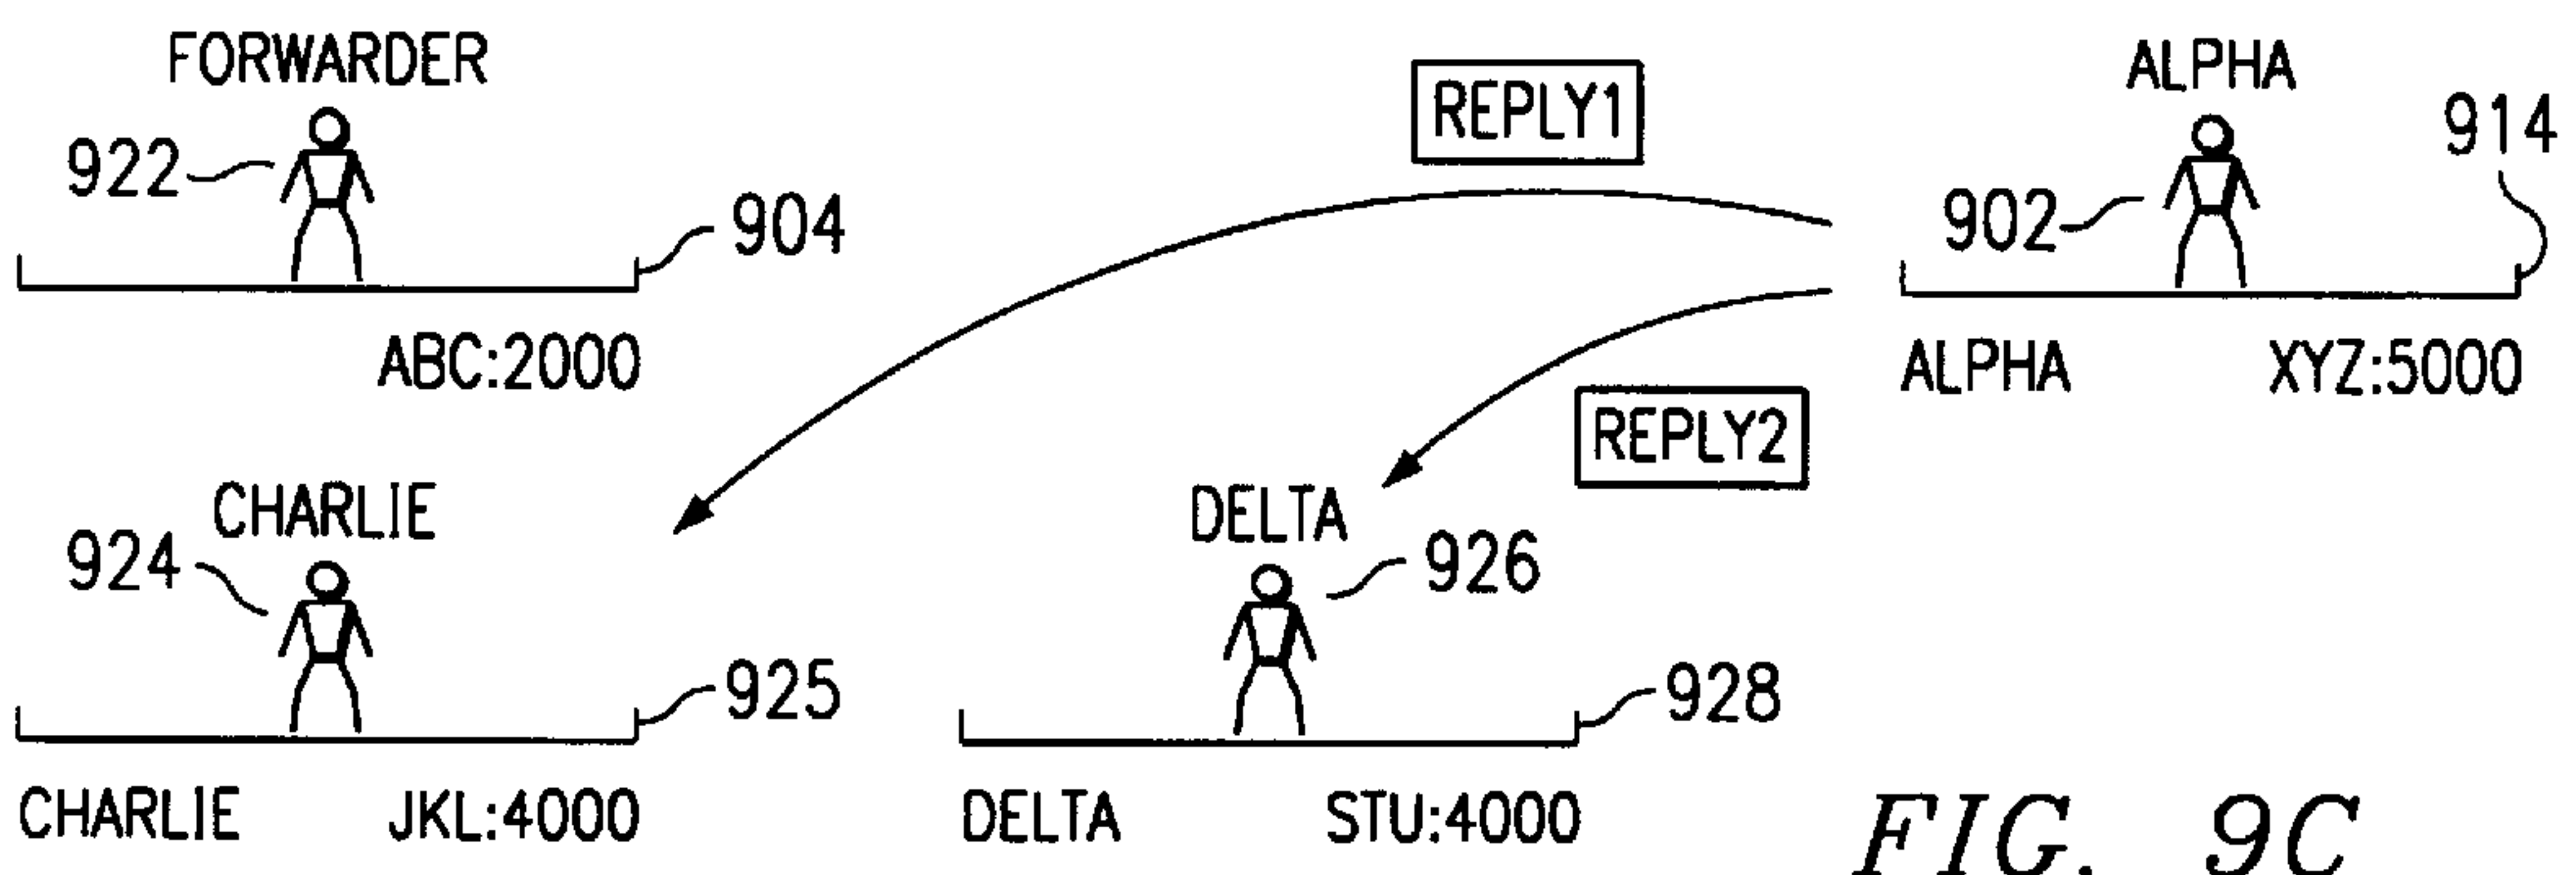 FORWARDER
922
904
ABC:2000
REPLY1
ALPHA
914
902
ALPHA XYZ:5000
REPLY2
CHARLIE
924
925
CHARLIE JKL:4000
DELTA
926
928
DELTA STU:4000
FIG. 9C